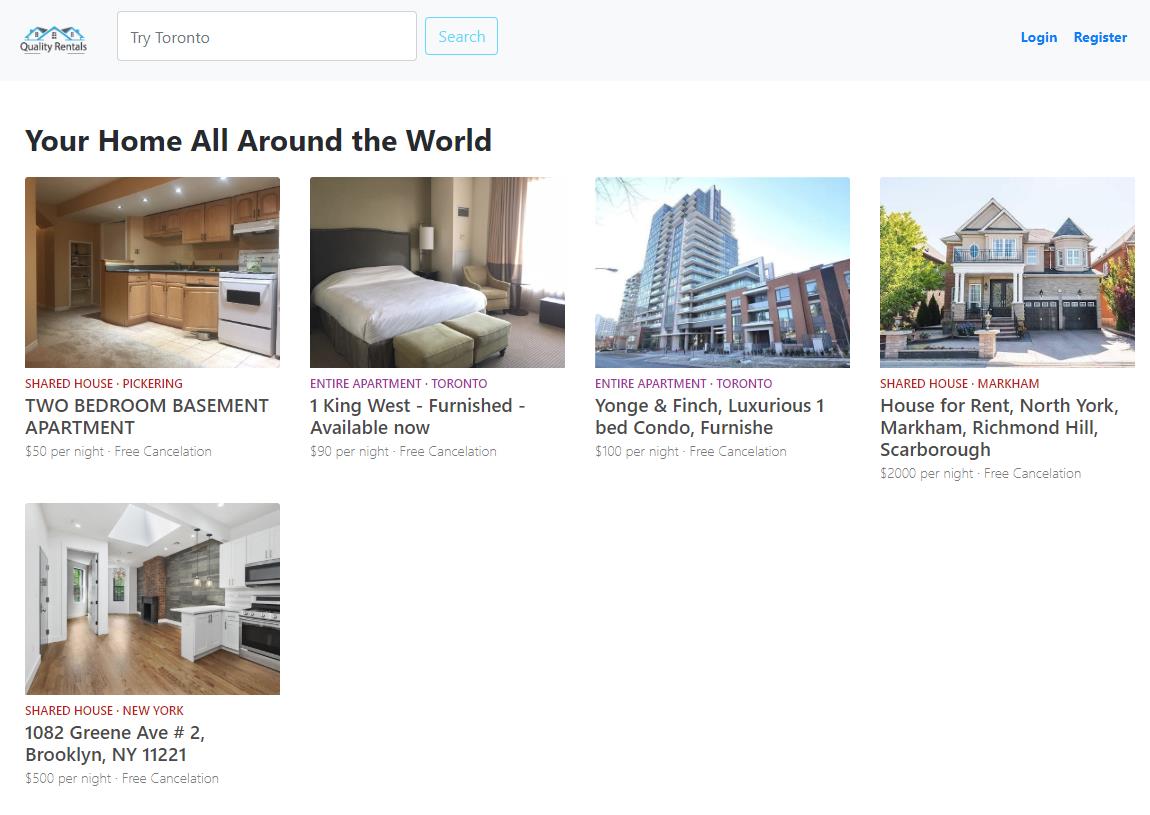 Quality Rentals
Try Toronto
Search
Login
Register
Your Home All Around the World
SHARED HOUSE · PICKERING
TWO BEDROOM BASEMENT
APARTMENT
$50 per night · Free Cancelation
ENTIRE APARTMENT · TORONTO
1 King West - Furnished -
Available now
$90 per night · Free Cancelation
ENTIRE APARTMENT · TORONTO
Yonge & Finch, Luxurious 1
bed Condo, Furnishe
$100 per night · Free Cancelation
SHARED HOUSE · MARKHAM
House for Rent, North York,
Markham, Richmond Hill,
Scarborough
$2000 per night · Free Cancelation
SHARED HOUSE · NEW YORK
1082 Greene Ave # 2,
Brooklyn, NY 11221
$500 per night · Free Cancelation